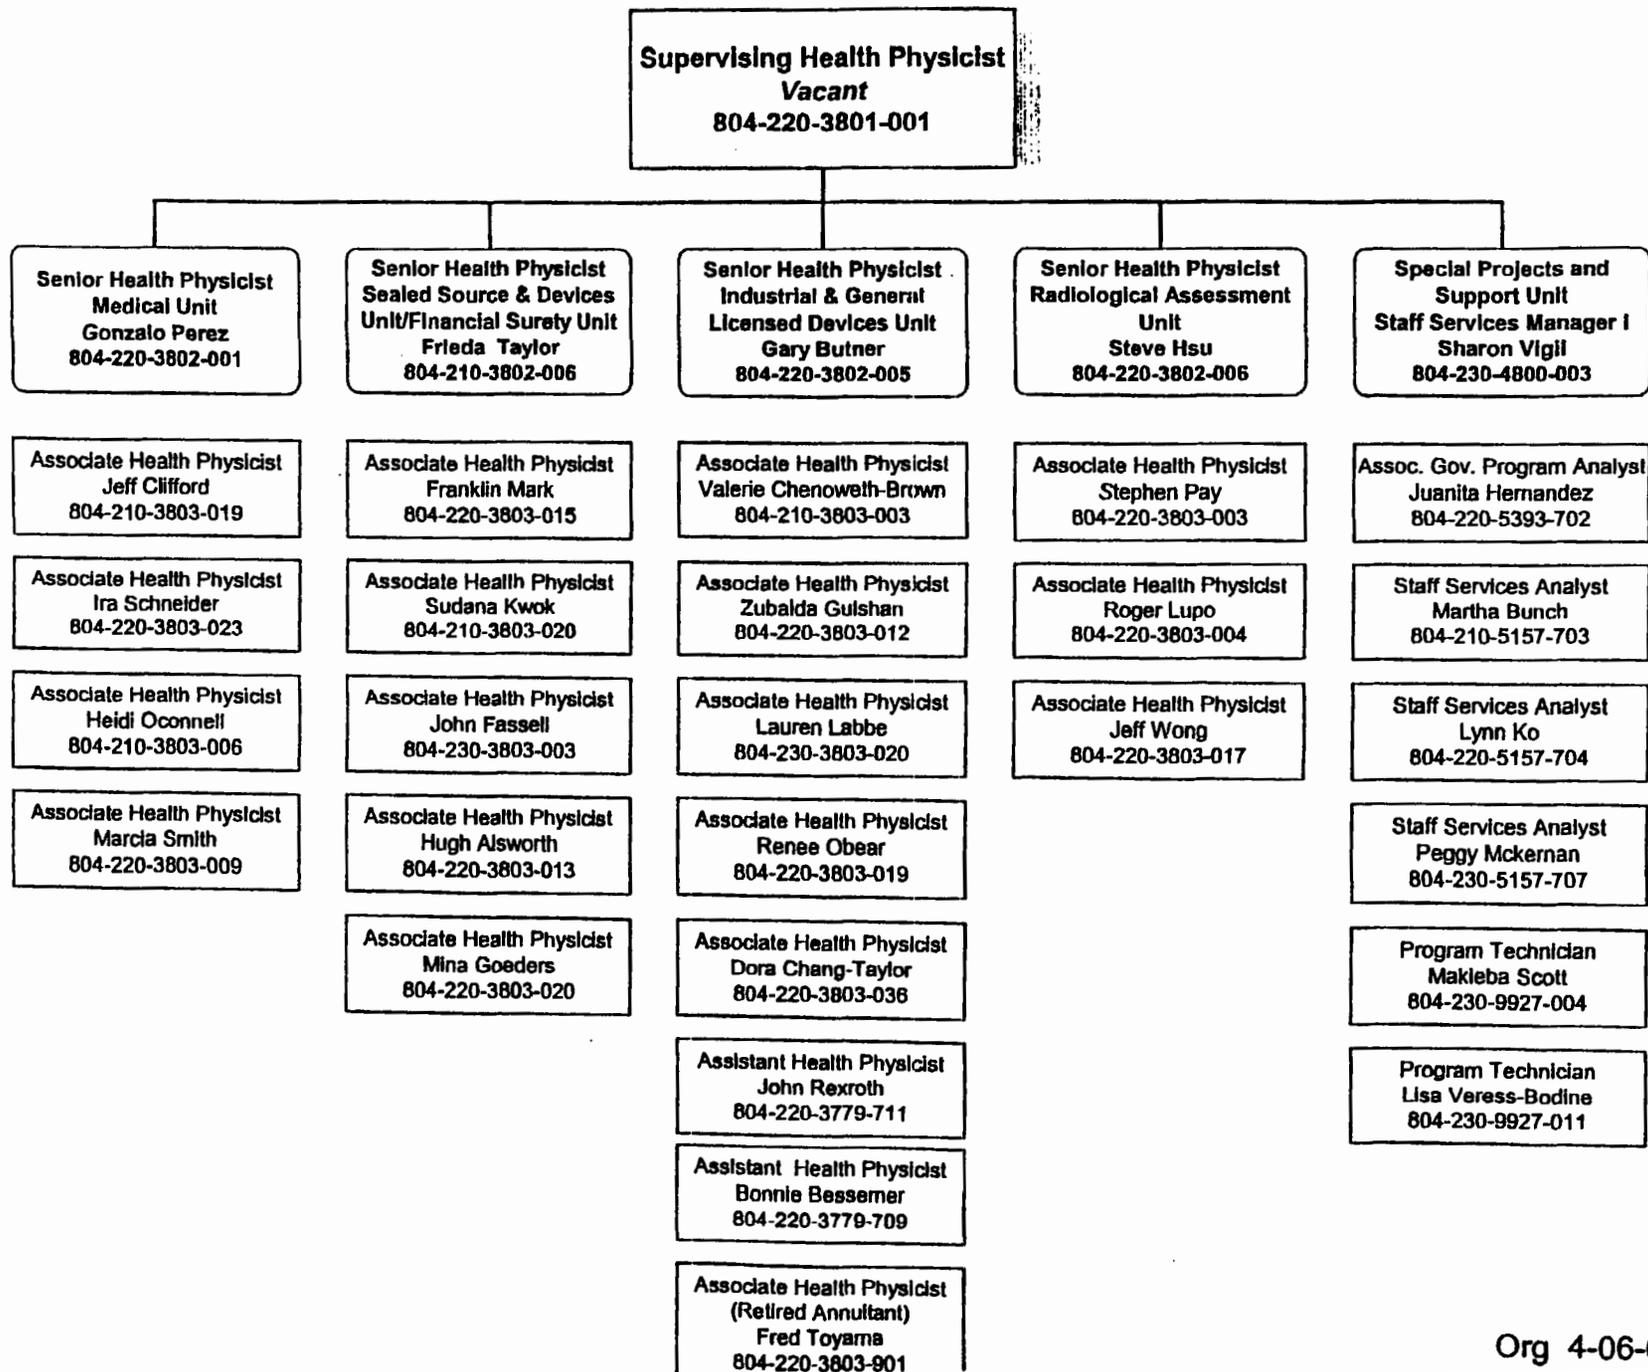 Supervising Health Physicist
Vacant
804-220-3801-001
Senior Health Physicist
Medical Unit
Gonzalo Perez
804-220-3802-001
Senior Health Physicist
Sealed Source & Devices
Unit/Financial Surety Unit
Frieda Taylor
804-210-3802-006
Senior Health Physicist
Industrial & General
Licensed Devices Unit
Gary Butner
804-220-3802-005
Senior Health Physicist
Radiological Assessment
Unit
Steve Hsu
804-220-3802-006
Special Projects and
Support Unit
Staff Services Manager I
Sharon Vigil
804-230-4800-003
Associate Health Physicist
Jeff Clifford
804-210-3803-019
Associate Health Physicist
Ira Schneider
804-220-3803-023
Associate Health Physicist
Heidi Oconnell
804-210-3803-006
Associate Health Physicist
Marcia Smith
804-220-3803-009
Associate Health Physicist
Franklin Mark
804-220-3803-015
Associate Health Physicist
Sudana Kwok
804-210-3803-020
Associate Health Physicist
John Fassell
804-230-3803-003
Associate Health Physicist
Hugh Alsworth
804-220-3803-013
Associate Health Physicist
Mina Goeders
804-220-3803-020
Associate Health Physicist
Valerie Chenoweth-Brown
804-210-3803-003
Associate Health Physicist
Zubaida Gulshan
804-220-3803-012
Associate Health Physicist
Lauren Labbe
804-230-3803-020
Associate Health Physicist
Renee Obear
804-220-3803-019
Associate Health Physicist
Dora Chang-Taylor
804-220-3803-036
Assistant Health Physicist
John Rexroth
804-220-3779-711
Assistant Health Physicist
Bonnie Bessemer
804-220-3779-709
Associate Health Physicist
(Retired Annuitant)
Fred Toyama
804-220-3803-901
Associate Health Physicist
Stephen Pay
804-220-3803-003
Associate Health Physicist
Roger Lupo
804-220-3803-004
Associate Health Physicist
Jeff Wong
804-220-3803-017
Assoc. Gov. Program Analyst
Juanita Hernandez
804-220-5393-702
Staff Services Analyst
Martha Bunch
804-210-5157-703
Staff Services Analyst
Lynn Ko
804-220-5157-704
Staff Services Analyst
Peggy Mckernan
804-230-5157-707
Program Technician
Makieba Scott
804-230-9927-004
Program Technician
Lisa Veress-Bodine
804-230-9927-011
Org 4-06-